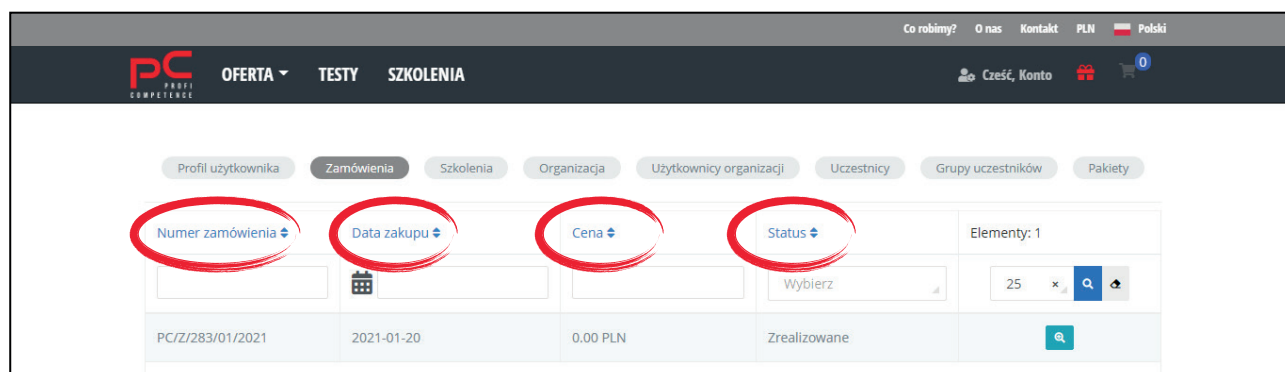 Co robimy? O nas Kontakt PLN Polski
PC PROFI COMPETENCE
OFERTA TESTY SZKOLENIA Cześć, Konto 0
Profil użytkownika Zamówienia Szkolenia Organizacja Użytkownicy organizacji Uczestnicy Grupy uczestników Pakiety
Numer zamówienia Data zakupu Cena Status Elementy: 1
Wybierz 25 ×
PC/Z/283/01/2021 2021-01-20 0.00 PLN Zrealizowane